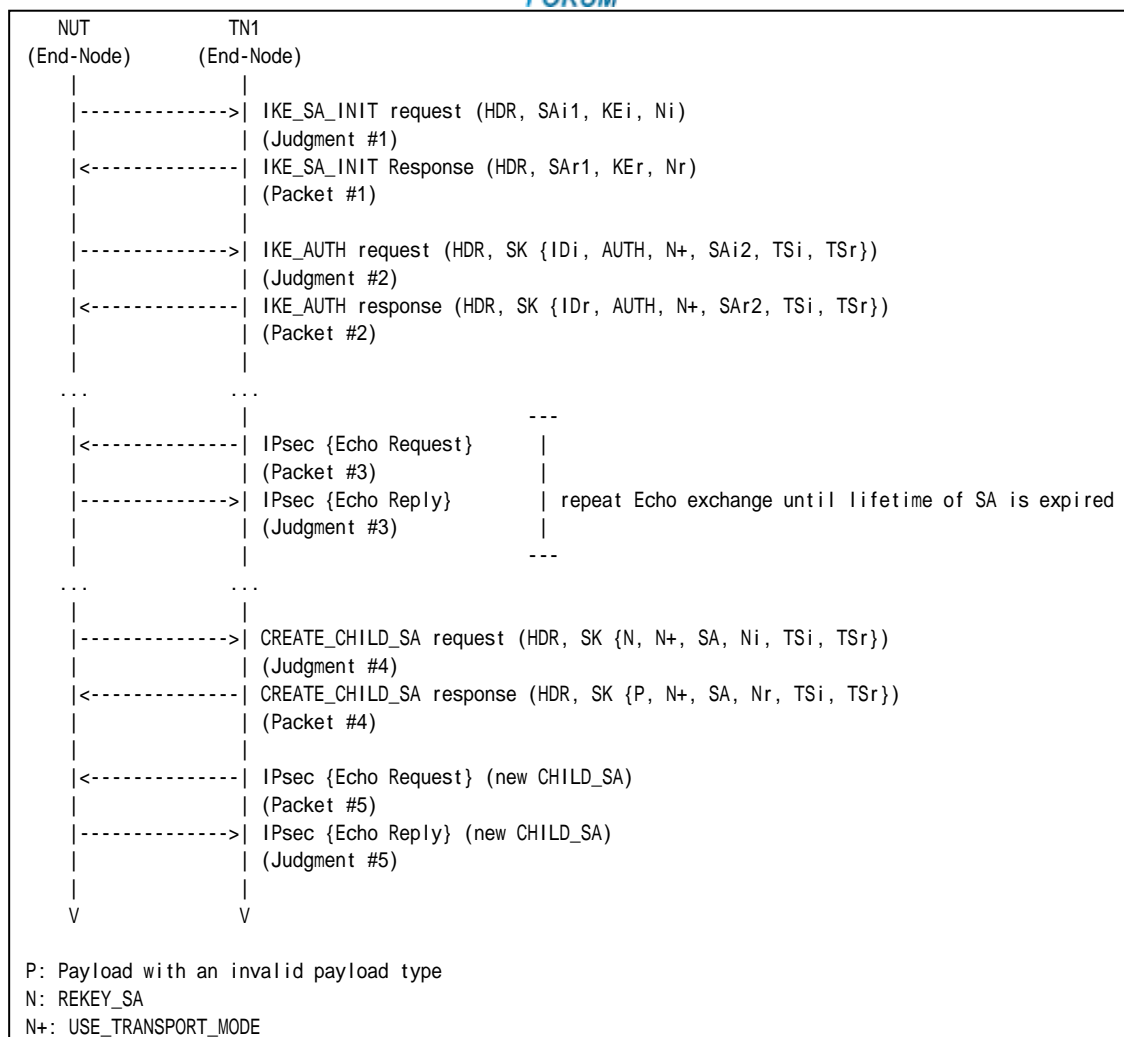 FORUM
NUT TN1
(End-Node) (End-Node)
| |
|-------------->| IKE_SA_INIT request (HDR, SAi1, KEi, Ni)
| | (Judgment #1)
|<--------------| IKE_SA_INIT Response (HDR, SAr1, KEr, Nr)
| | (Packet #1)
| |
|-------------->| IKE_AUTH request (HDR, SK {IDi, AUTH, N+, SAi2, TSi, TSr})
| | (Judgment #2)
|<--------------| IKE_AUTH response (HDR, SK {IDr, AUTH, N+, SAr2, TSi, TSr})
| | (Packet #2)
| |
... ...
| | ---
|<--------------| IPsec {Echo Request} |
| | (Packet #3) |
|-------------->| IPsec {Echo Reply} | repeat Echo exchange until lifetime of SA is expired
| | (Judgment #3) |
| | ---
... ...
| |
|-------------->| CREATE_CHILD_SA request (HDR, SK {N, N+, SA, Ni, TSi, TSr})
| | (Judgment #4)
|<--------------| CREATE_CHILD_SA response (HDR, SK {P, N+, SA, Nr, TSi, TSr})
| | (Packet #4)
| |
|<--------------| IPsec {Echo Request} (new CHILD_SA)
| | (Packet #5)
|-------------->| IPsec {Echo Reply} (new CHILD_SA)
| | (Judgment #5)
| |
V V
P: Payload with an invalid payload type
N: REKEY_SA
N+: USE_TRANSPORT_MODE